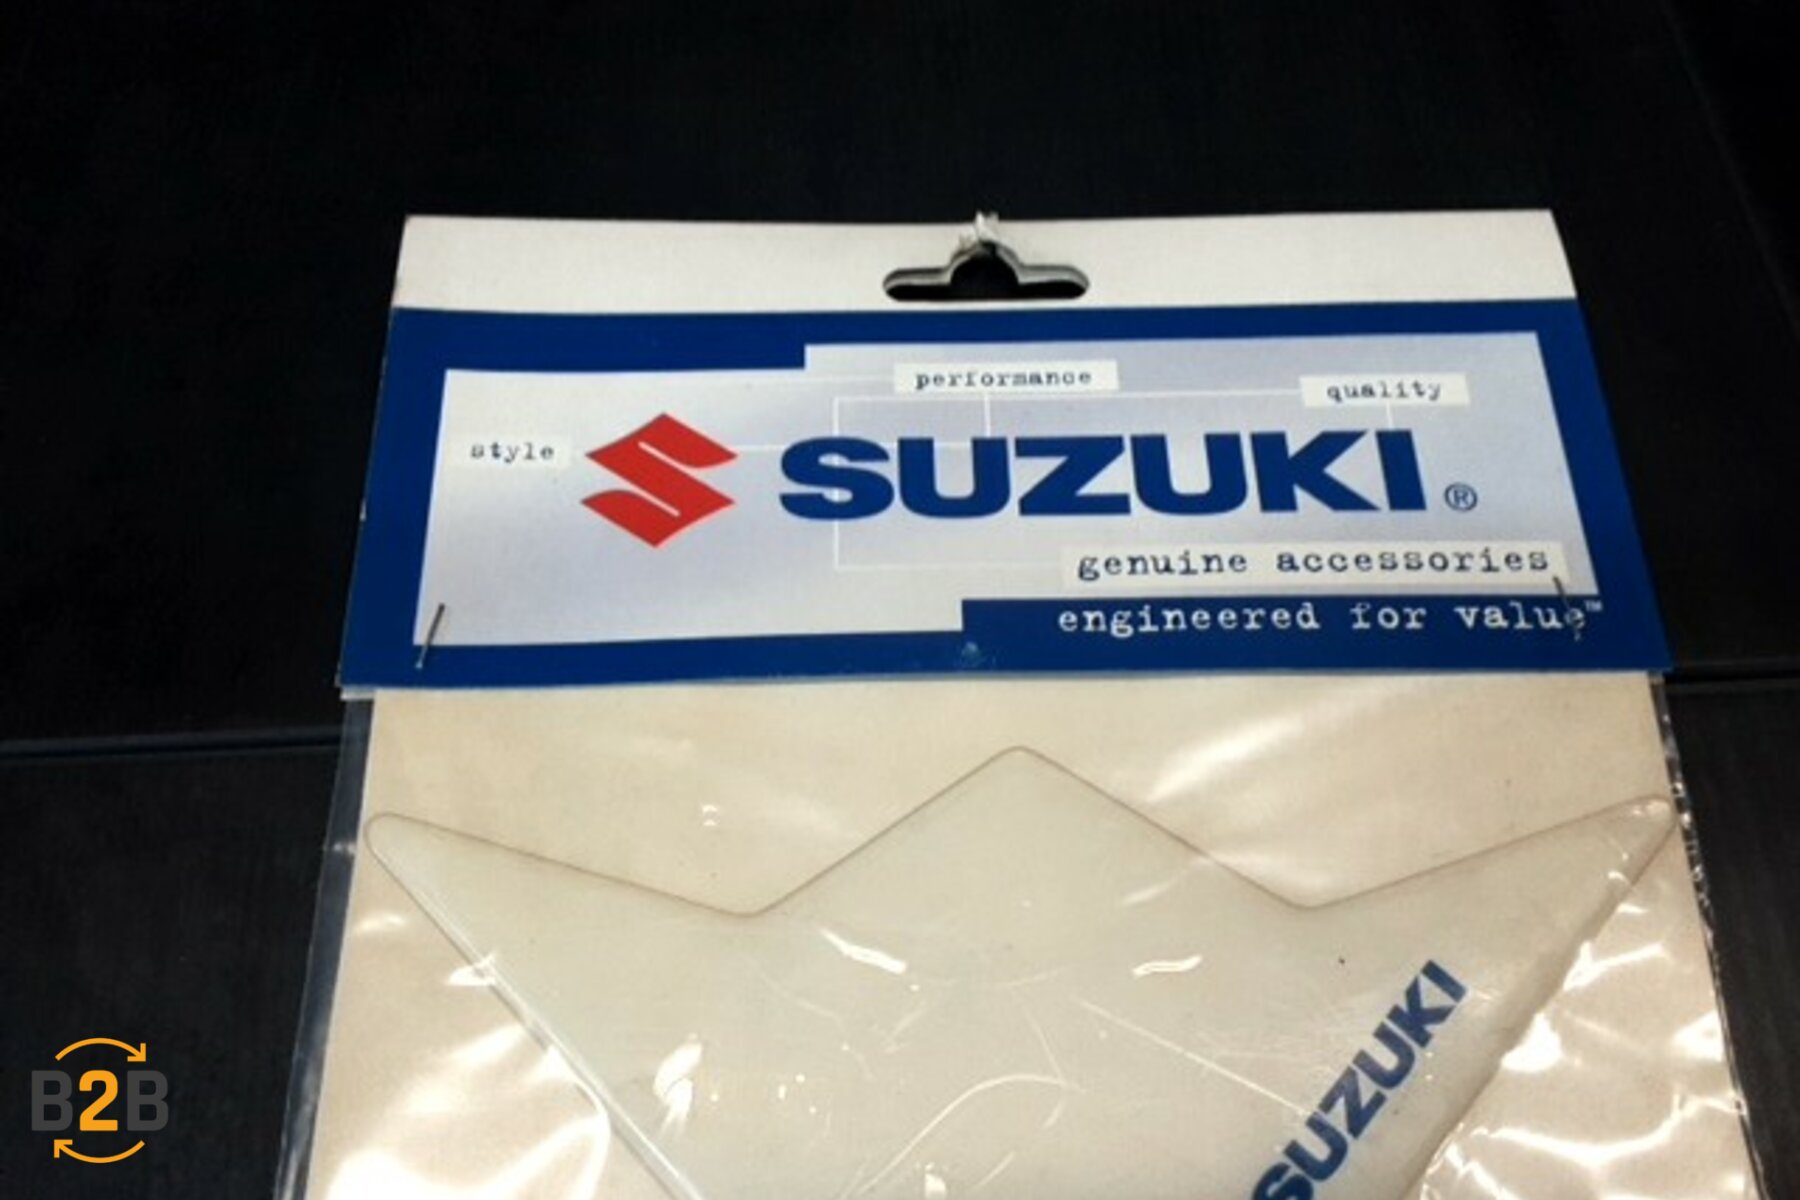 performance
quality
style
SUZUKI®
genuine accessories
engineered for value™
SUZUKI
B2B